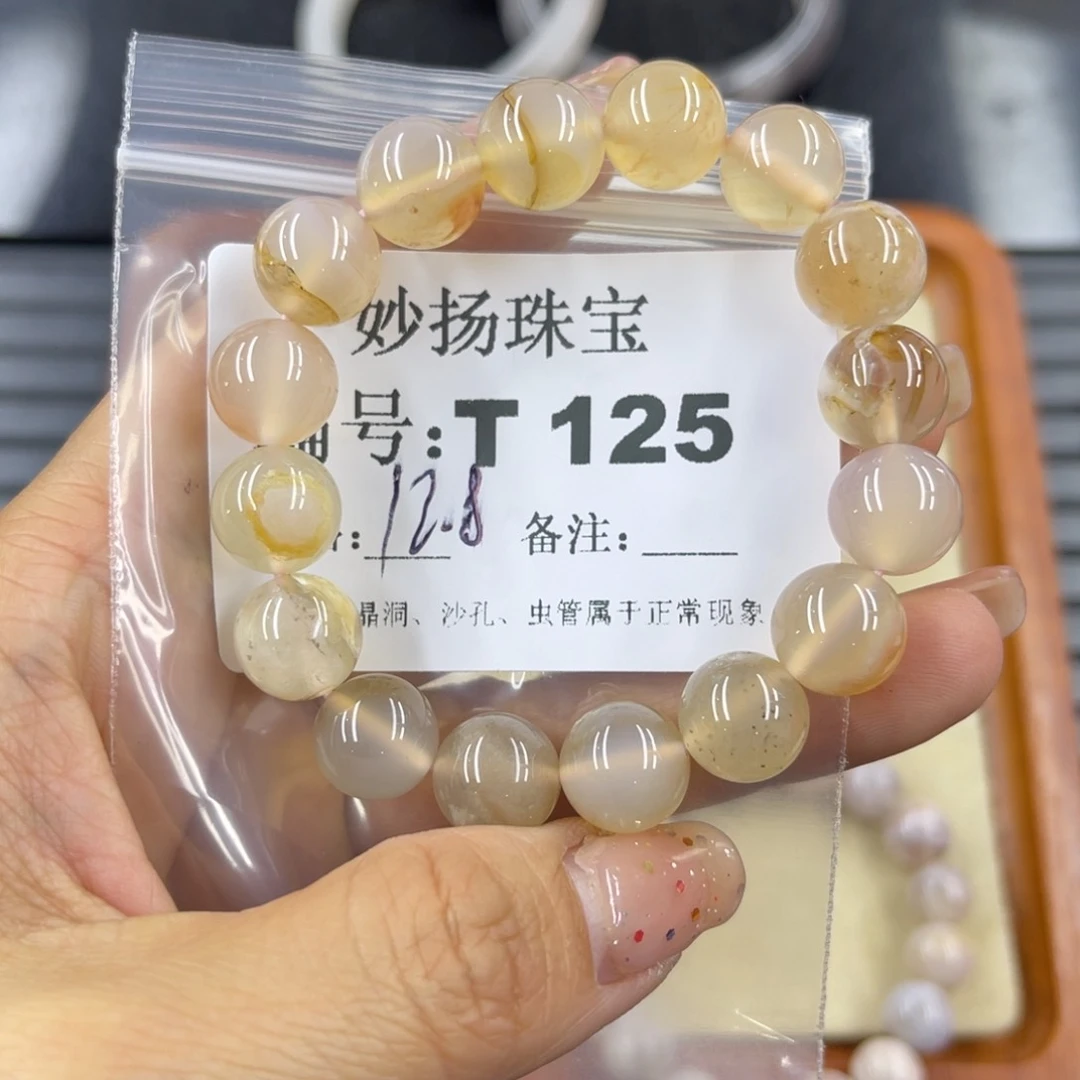 妙扬珠宝
号:T 125
:12.8 备注:
晶洞、沙孔、虫管属于正常现象